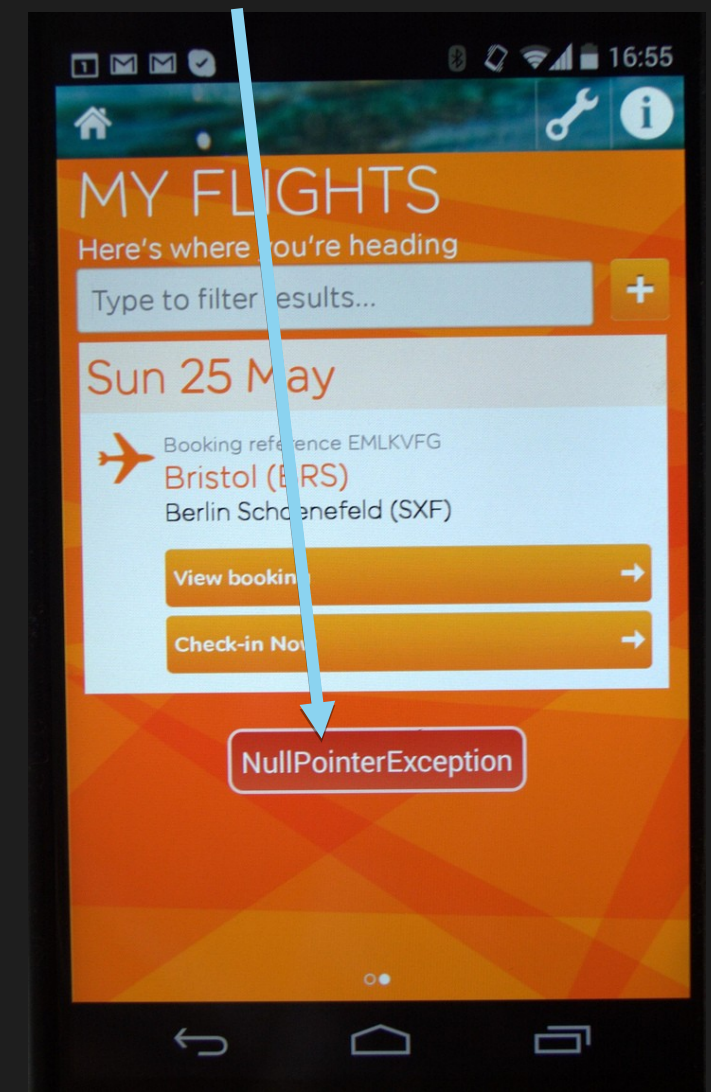 1
16:55
MY FLIGHTS
Here's where you're heading
Type to filter results...
+
Sun 25 May
Booking reference EMLKVFG
Bristol (BRS)
Berlin Schoenefeld (SXF)
View booking
Check-in Now
NullPointerException